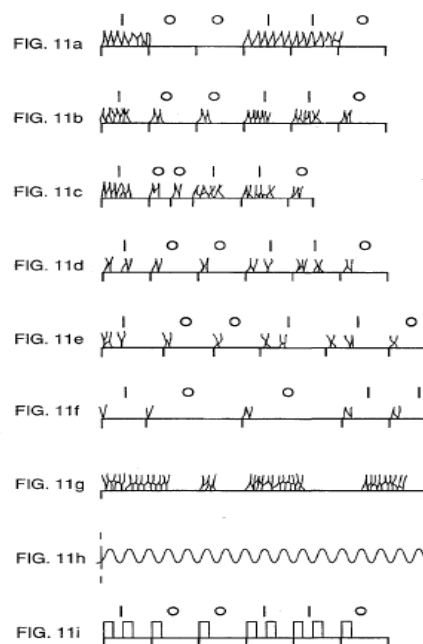 I O O I I O
FIG. 11a
I O O I I O
FIG. 11b
I O O I I O
FIG. 11c
I O O I I O
FIG. 11d
I O O I I O
FIG. 11e
I O O I I
FIG. 11f
FIG. 11g
FIG. 11h
I O O I I O
FIG. 11i